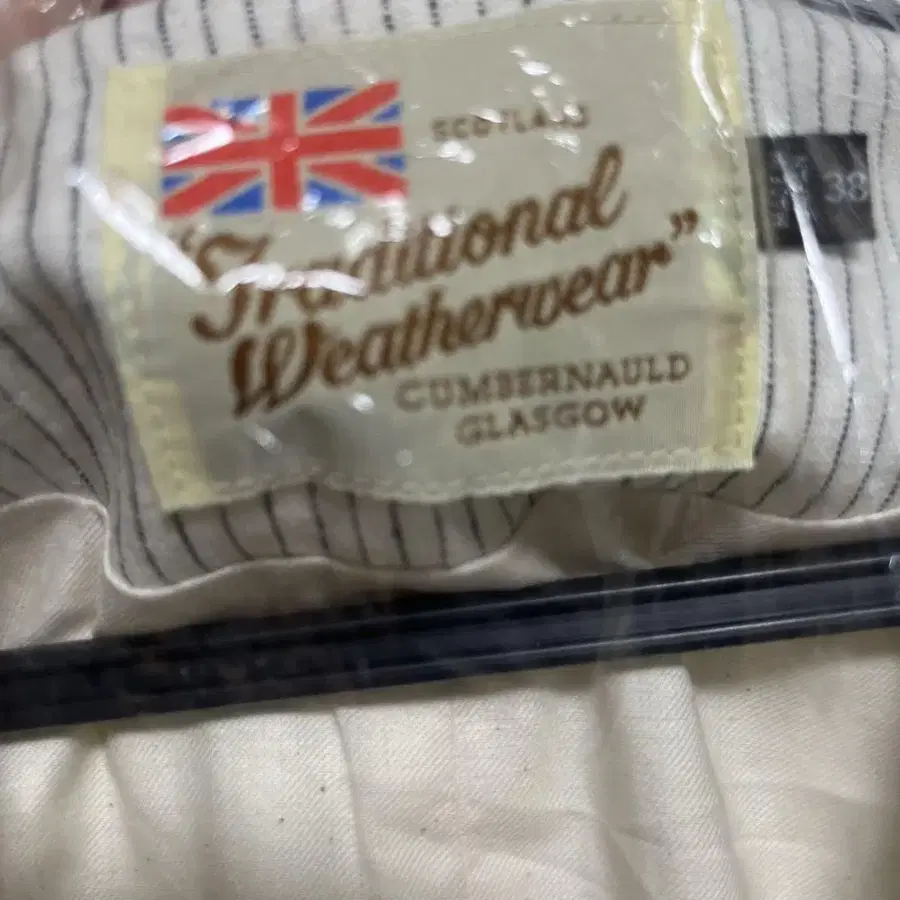 SCOTLAND
"Traditional
Weatherwear"
CUMBERNAULD
GLASGOW
38